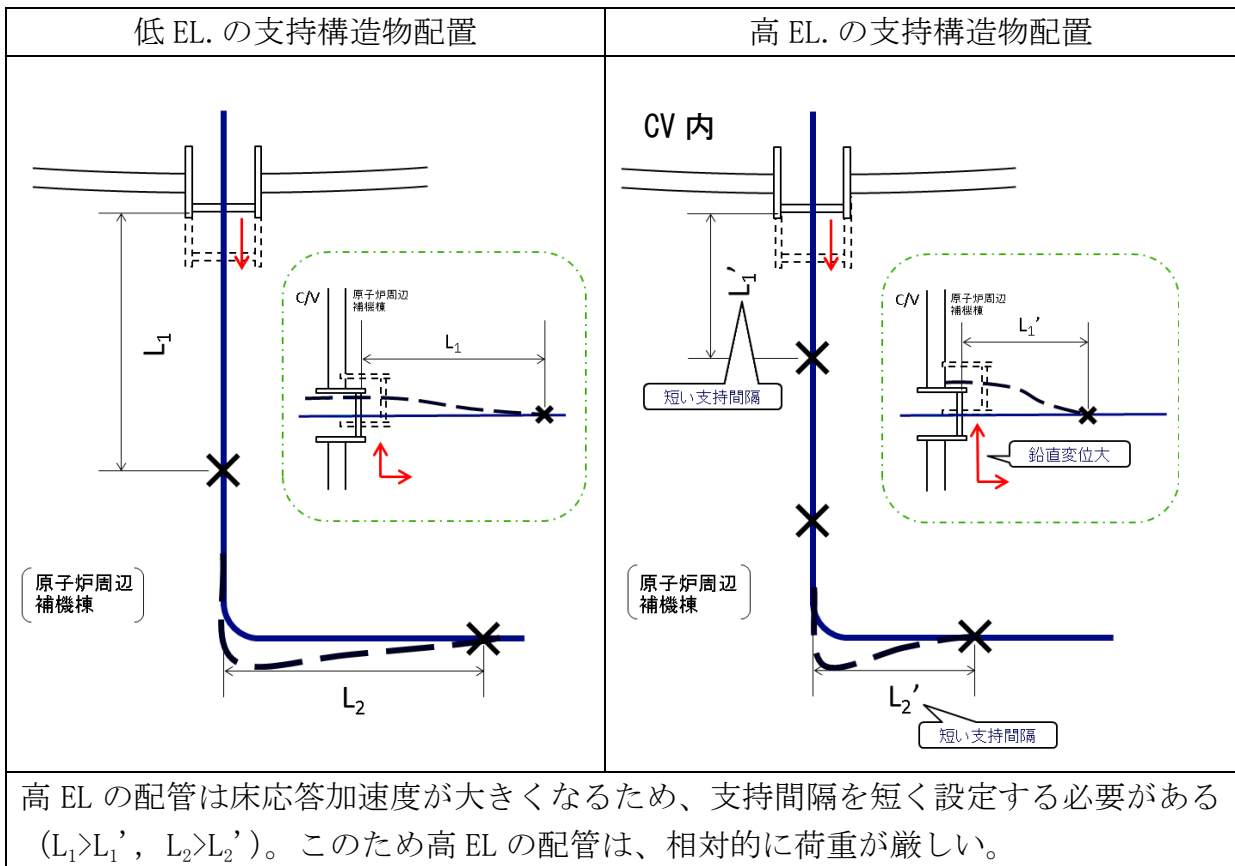 低 EL. の支持構造物配置
高 EL. の支持構造物配置
L₁
C/V
原子炉周辺
補機棟
L₁
原子炉周辺
補機棟
L₂
CV 内
L₁’
短い支持間隔
C/V
原子炉周辺
補機棟
L₁’
鉛直変位大
原子炉周辺
補機棟
L₂’
短い支持間隔
高 EL の配管は床応答加速度が大きくなるため、支持間隔を短く設定する必要がある
(L₁>L₁’, L₂>L₂’)。このため高 EL の配管は、相対的に荷重が厳しい。